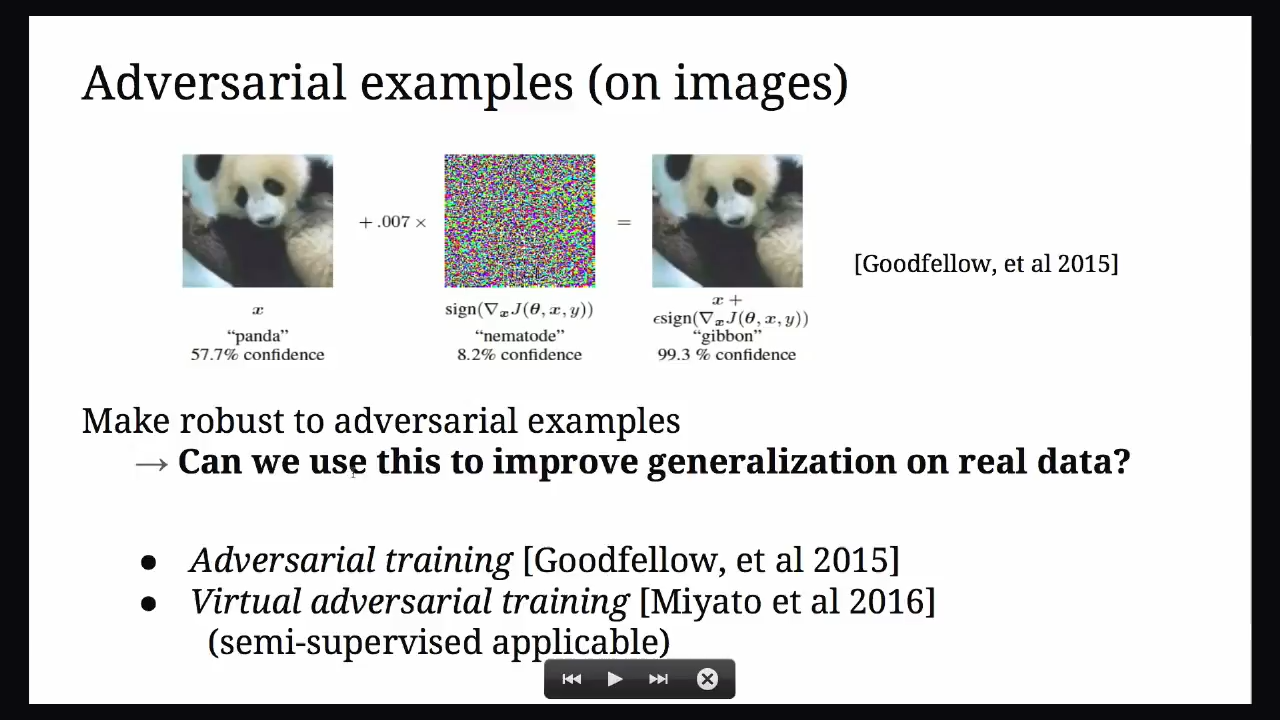 Adversarial examples (on images)
+ .007 ×
=
[Goodfellow, et al 2015]
x
sign(∇ₓJ(θ, x, y))
x +
ϵsign(∇ₓJ(θ, x, y))
“panda”
“nematode”
“gibbon”
57.7% confidence
8.2% confidence
99.3 % confidence
Make robust to adversarial examples
→ Can we use this to improve generalization on real data?
● Adversarial training [Goodfellow, et al 2015]
● Virtual adversarial training [Miyato et al 2016]
(semi-supervised applicable)